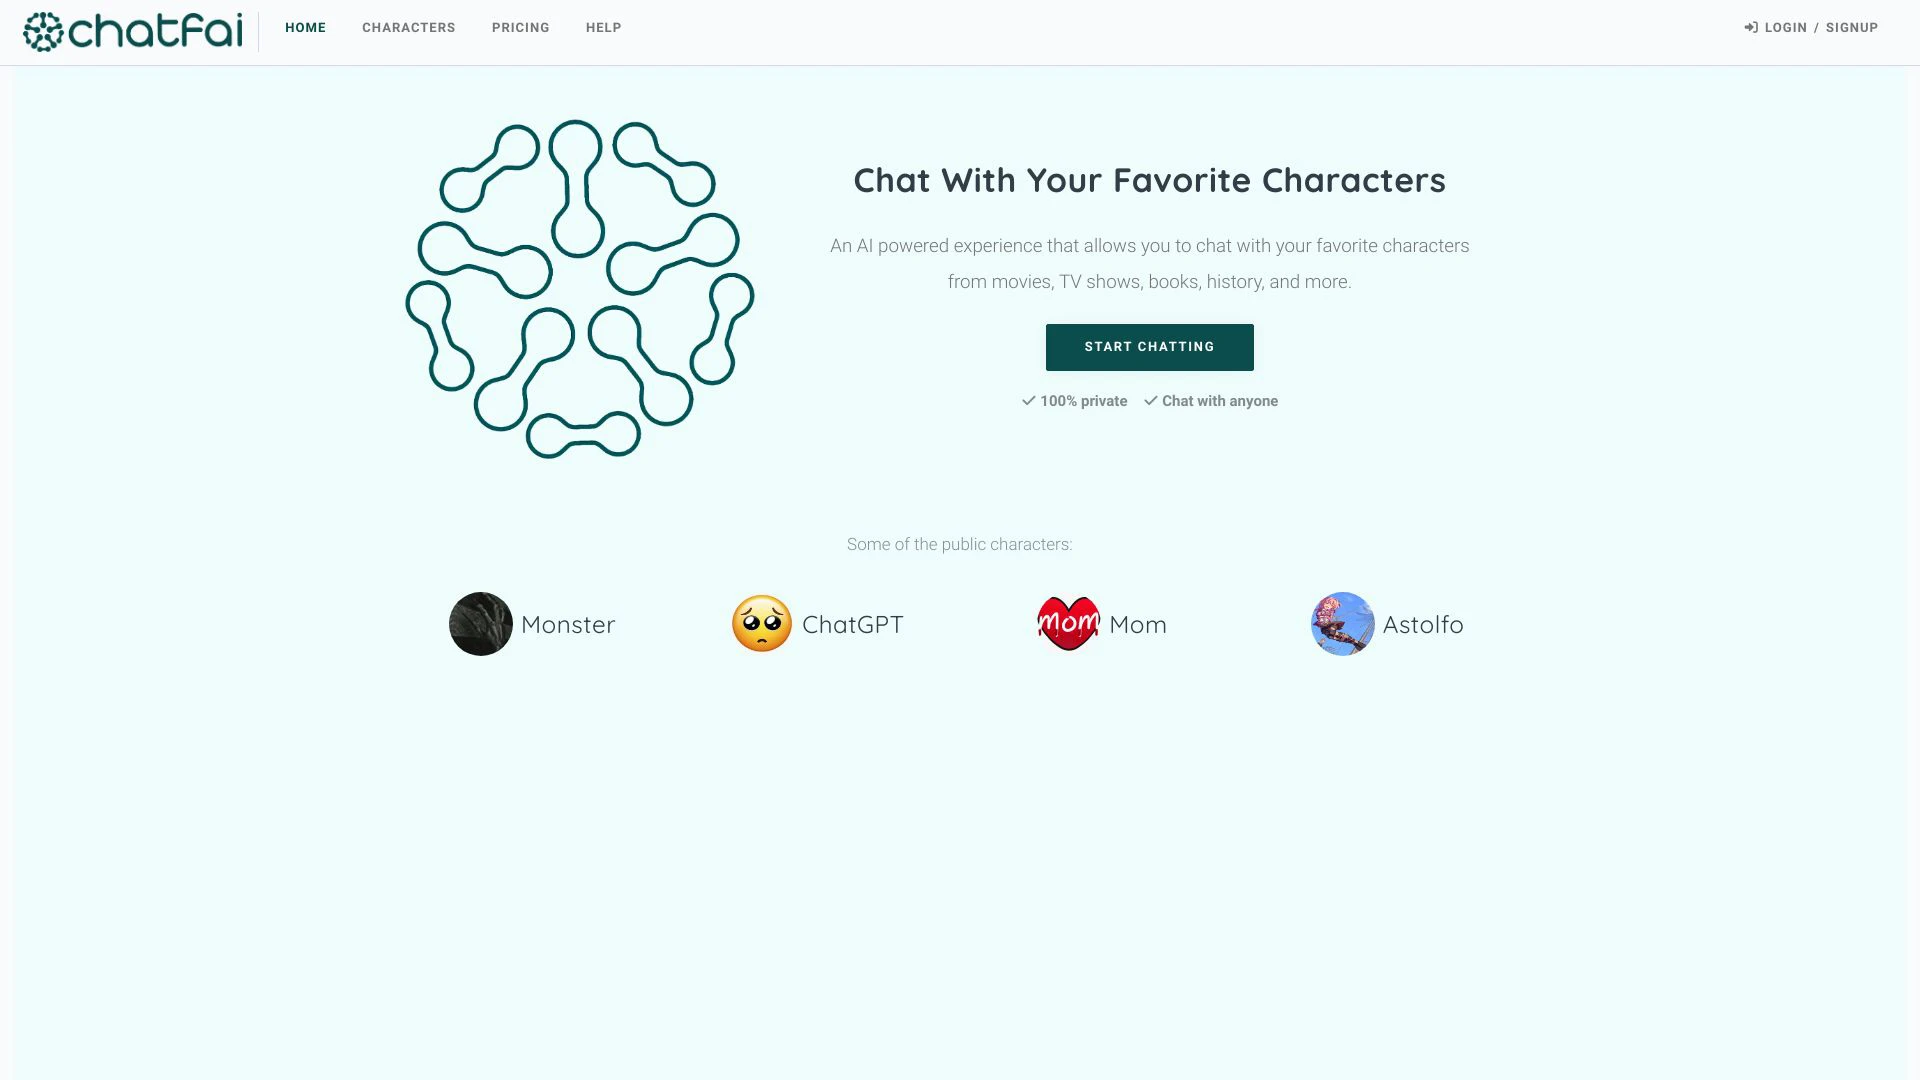 chatfai
HOME
CHARACTERS
PRICING
HELP
LOGIN / SIGNUP
Chat With Your Favorite Characters
An AI powered experience that allows you to chat with your favorite characters
from movies, TV shows, books, history, and more.
START CHATTING
100% private
Chat with anyone
Some of the public characters:
Monster
ChatGPT
mom
Mom
Astolfo